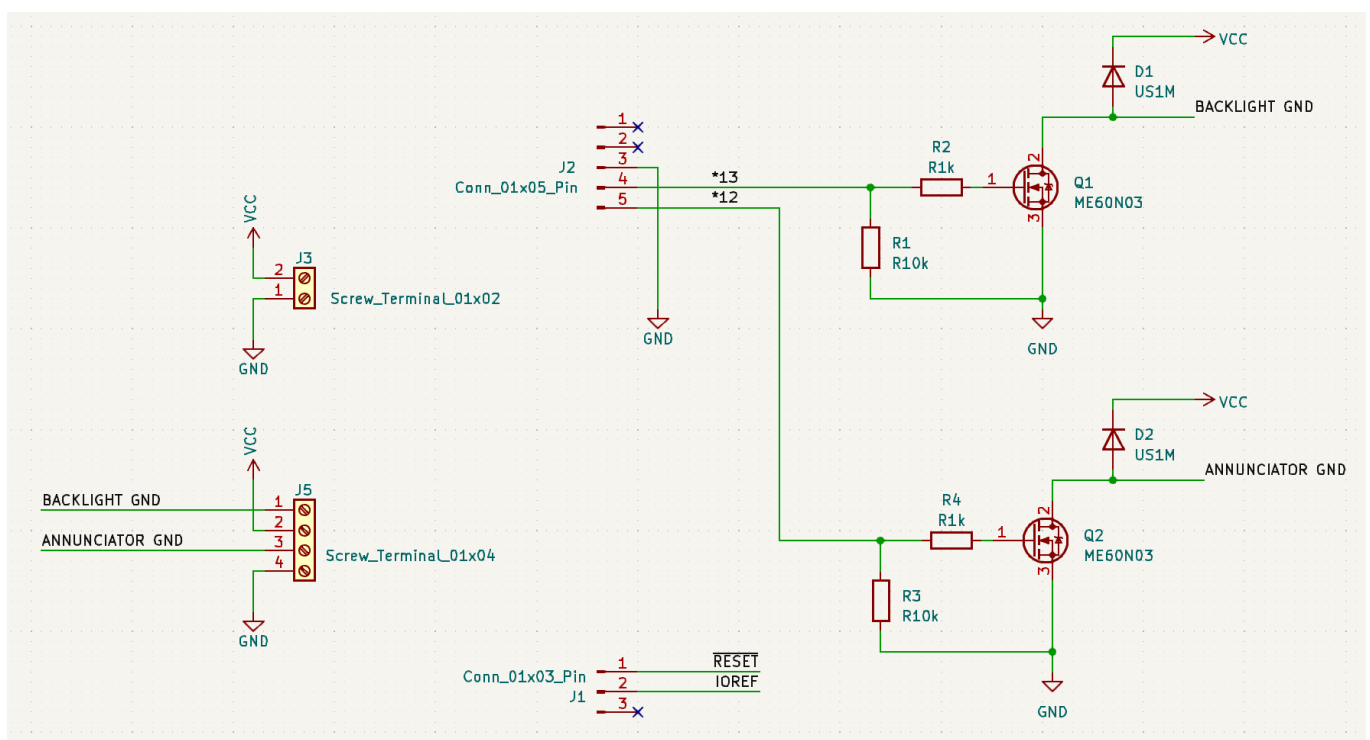 VCC
D1
US1M
BACKLIGHT GND
1
2
3
4
5
J2
Conn_01x05_Pin
*13
*12
R2
R1k
1
2
3
Q1
ME60N03
R1
R10k
GND
GND
VCC
J3
2
1
Screw_Terminal_01x02
GND
VCC
D2
US1M
ANNUNCIATOR GND
VCC
J5
BACKLIGHT GND
1
2
ANNUNCIATOR GND
3
4
Screw_Terminal_01x04
GND
R4
R1k
1
2
3
Q2
ME60N03
R3
R10k
GND
Conn_01x03_Pin
J1
1
2
3
RESET
IOREF